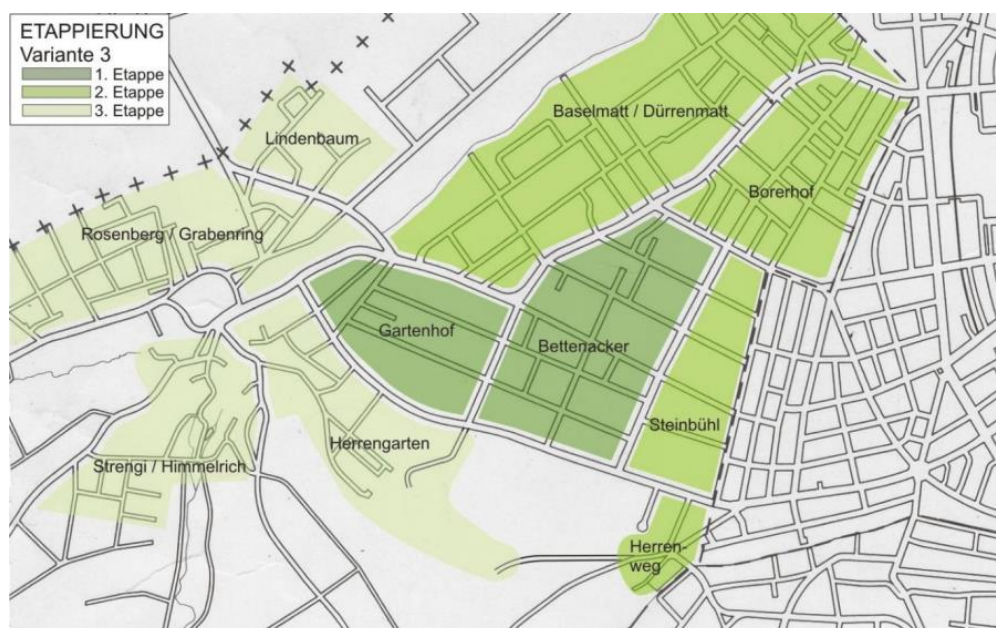 ETAPPIERUNG
Variante 3
1. Etappe
2. Etappe
3. Etappe
Lindenbaum
Baselmatt / Dürrenmatt
Borerhof
Rosenberg / Grabenring
Gartenhof
Bettenacker
Steinbühl
Herrengarten
Strengi / Himmelrich
Herren-
weg